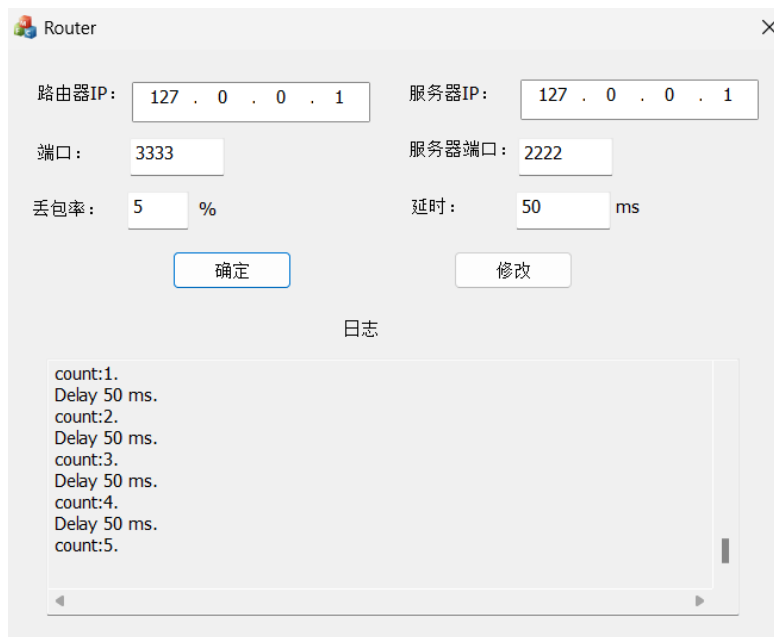 Router
路由器IP： 127 . 0 . 0 . 1 服务器IP： 127 . 0 . 0 . 1
端口： 3333 服务器端口： 2222
丢包率： 5 % 延时： 50 ms
确定 修改
日志
count:1.
Delay 50 ms.
count:2.
Delay 50 ms.
count:3.
Delay 50 ms.
count:4.
Delay 50 ms.
count:5.